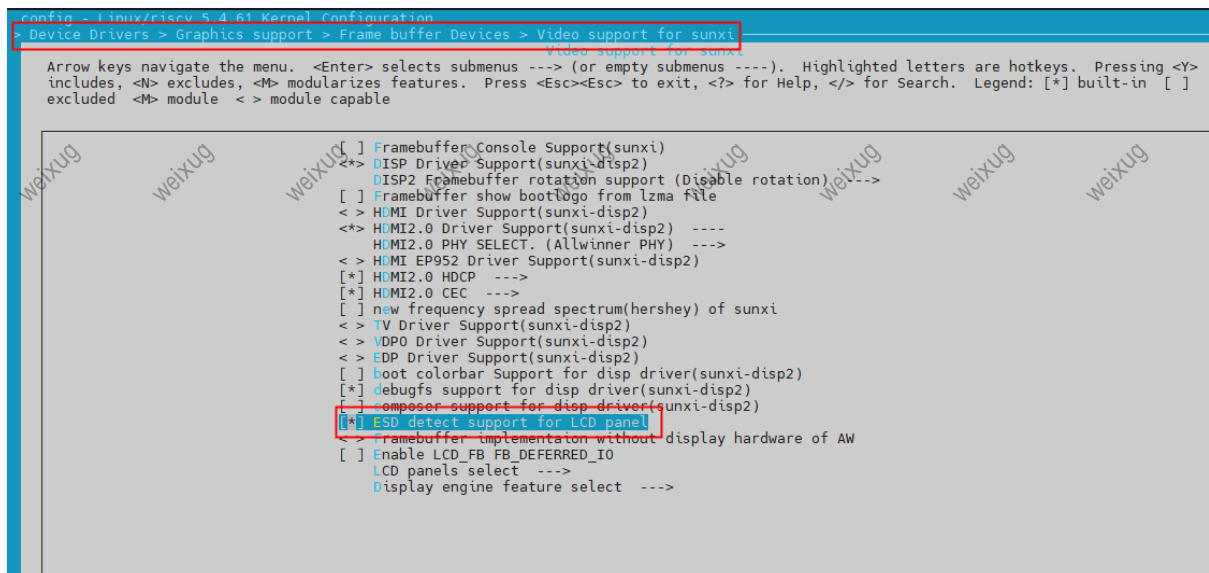 config - Linux/riscv 5.4.61 Kernel Configuration
> Device Drivers > Graphics support > Frame buffer Devices > Video support for sunxi
Video support for sunxi
Arrow keys navigate the menu. <Enter> selects submenus ---> (or empty submenus ----). Highlighted letters are hotkeys. Pressing <Y>
includes, <N> excludes, <M> modularizes features. Press <Esc><Esc> to exit, <?> for Help, </> for Search. Legend: [*] built-in [ ]
excluded <M> module < > module capable
[ ] Framebuffer Console Support(sunxi)
<*> DISP Driver Support(sunxi-disp2)
DISP2 Framebuffer rotation support (Disable rotation) --->
[ ] Framebuffer show bootlogo from lzma file
< > HDMI Driver Support(sunxi-disp2)
<*> HDMI2.0 Driver Support(sunxi-disp2) ----
HDMI2.0 PHY SELECT. (Allwinner PHY) --->
< > HDMI EP952 Driver Support(sunxi-disp2)
[*] HDMI2.0 HDCP --->
[*] HDMI2.0 CEC --->
[ ] new frequency spread spectrum(hershey) of sunxi
< > TV Driver Support(sunxi-disp2)
< > VDPO Driver Support(sunxi-disp2)
< > EDP Driver Support(sunxi-disp2)
[ ] boot colorbar Support for disp driver(sunxi-disp2)
[*] debugfs support for disp driver(sunxi-disp2)
[ ] composer support for disp driver(sunxi-disp2)
[*] ESD detect support for LCD panel
< > Framebuffer implementaion without display hardware of AW
[ ] Enable LCD_FB FB_DEFERRED_IO
LCD panels select --->
Display engine feature select --->
weixug weixug weixug weixug weixug weixug weixug weixug weixug